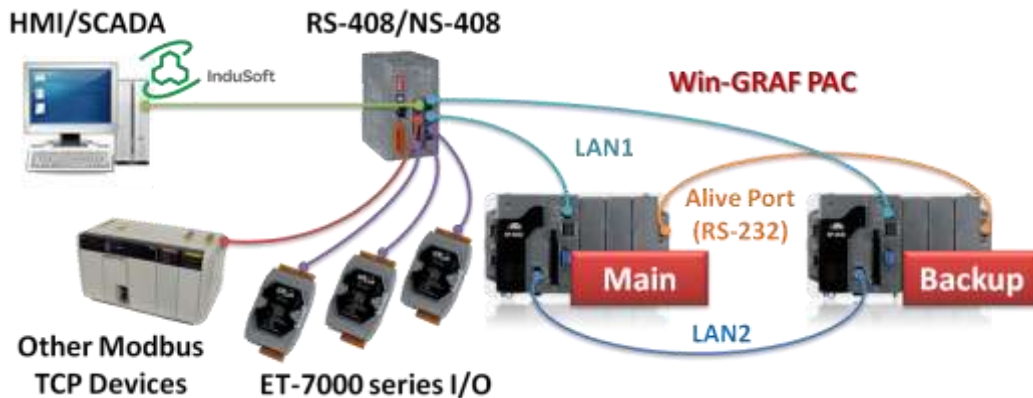 HMI/SCADA
RS-408/NS-408
InduSoft
Win-GRAF PAC
LAN1
Alive Port
(RS-232)
Main
Backup
LAN2
Other Modbus
TCP Devices
ET-7000 series I/O